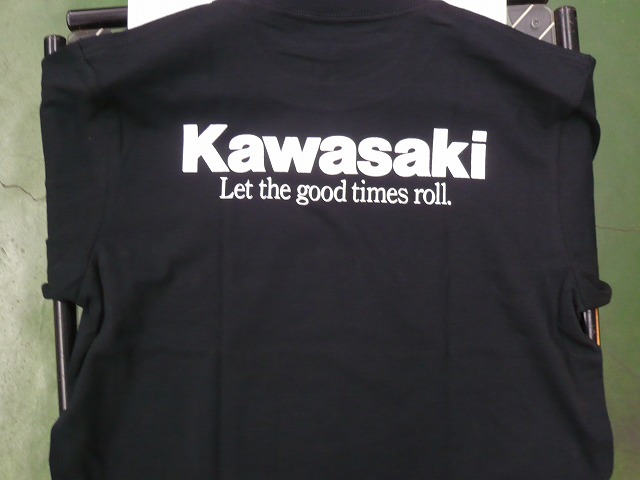 Kawasaki
Let the good times roll.